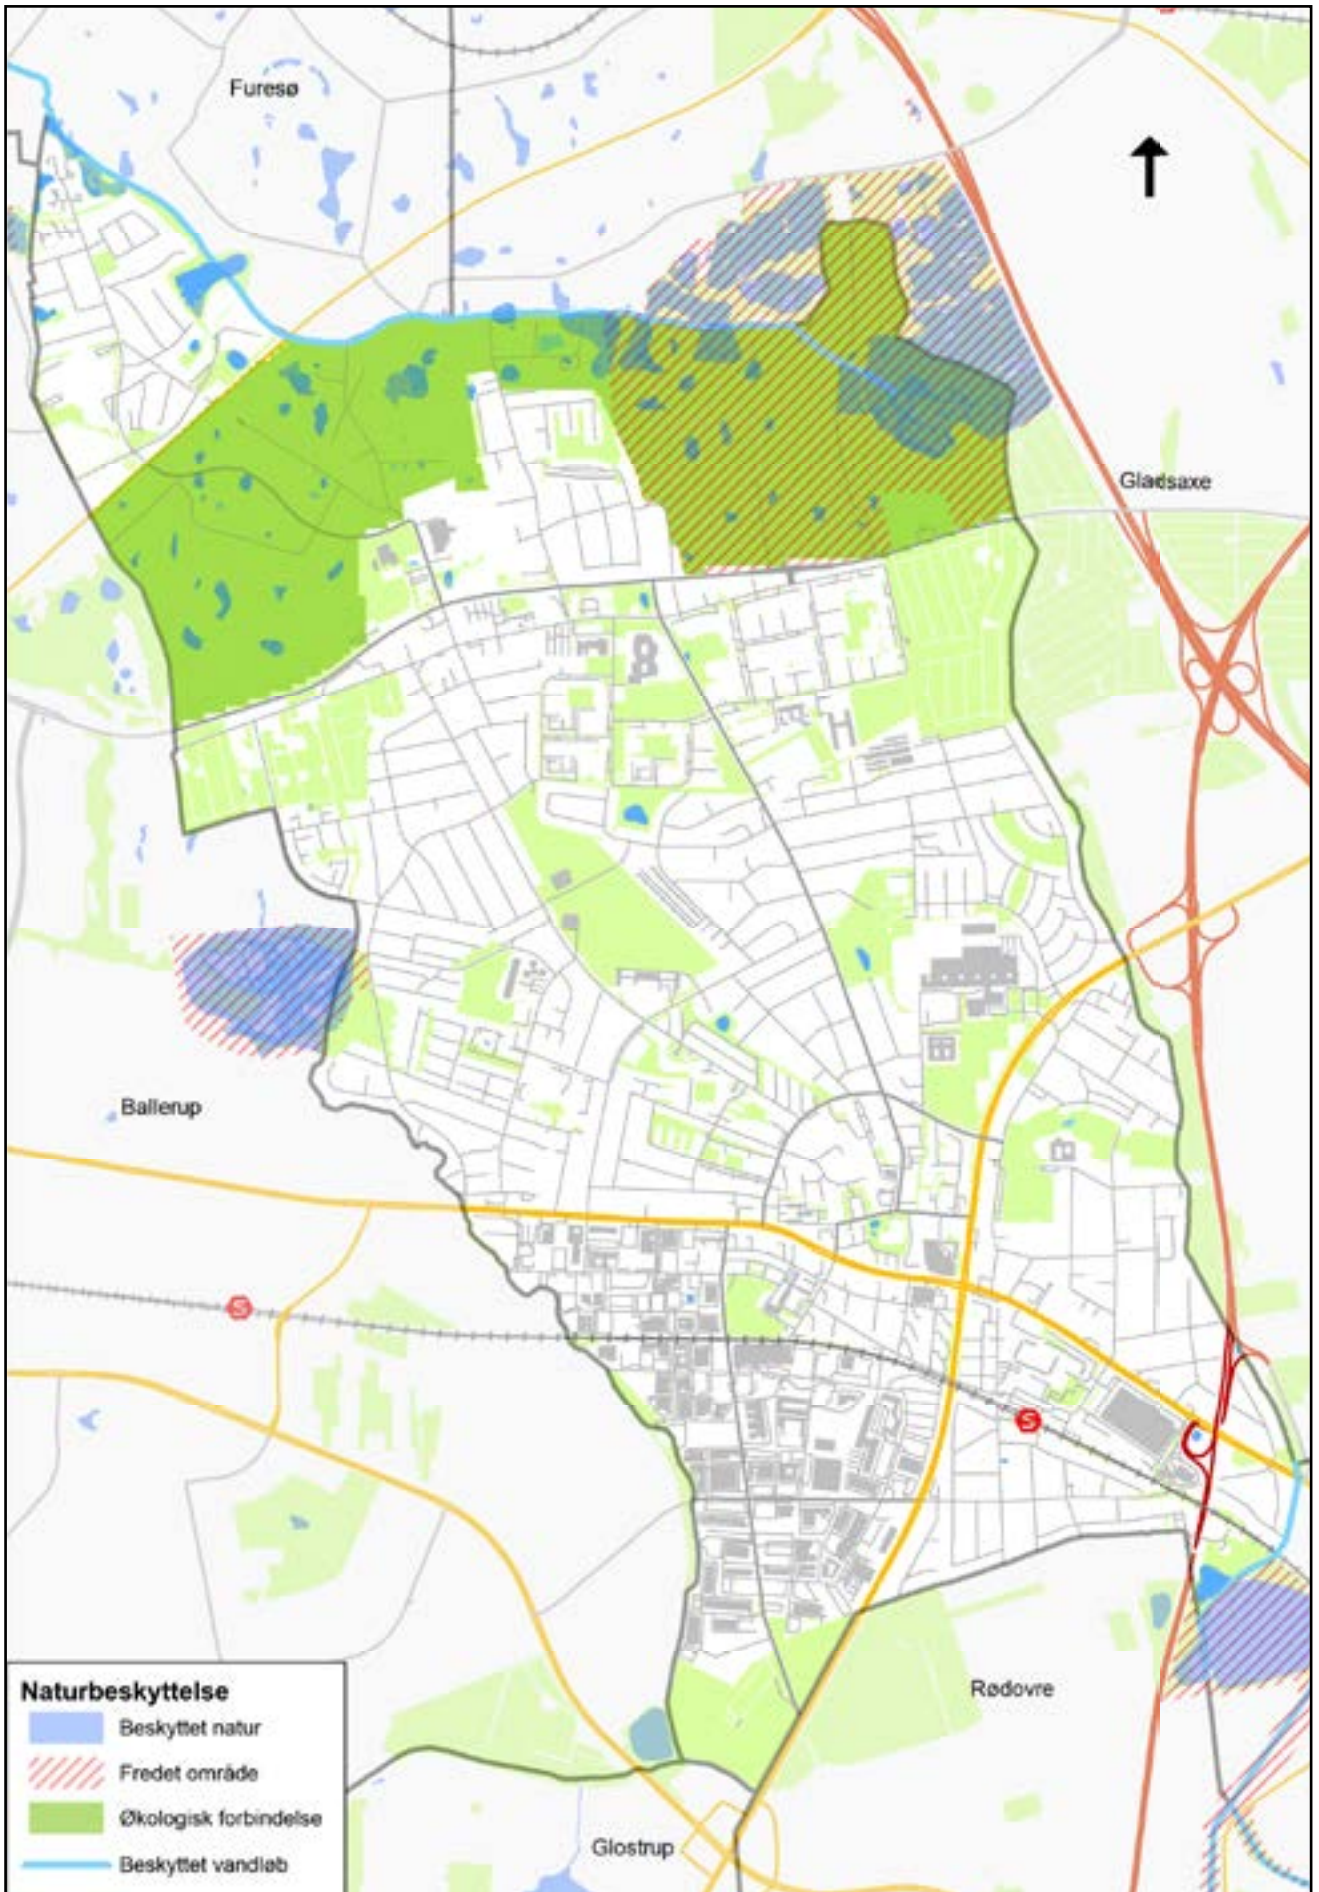 Furesø
Gladsaxe
Ballerup
S
S
Rødovre
Glostrup
Naturbeskyttelse
Beskyttet natur
Fredet område
Økologisk forbindelse
Beskyttet vandløb